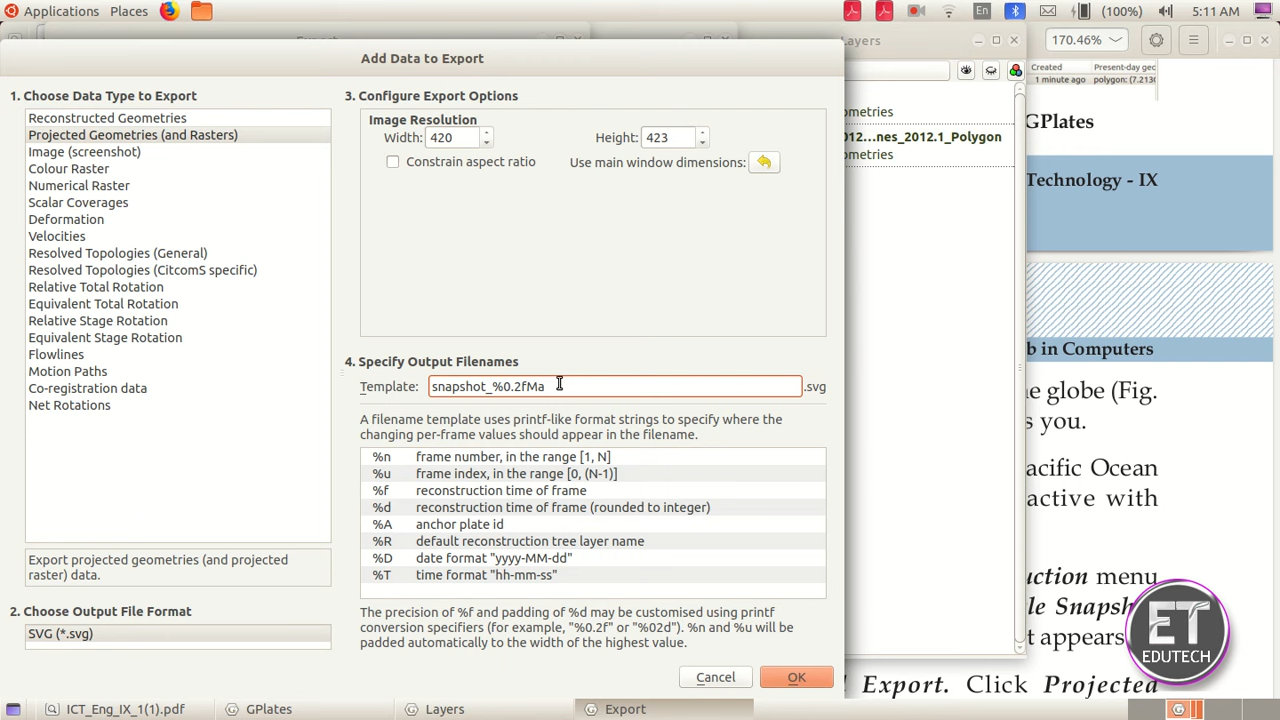 Applications Places En (100%) 5:11 AM
Export
Layers
170.46%
Add Data to Export
Created Present-day geo
1 minute ago polygon: (7.2130
1. Choose Data Type to Export
Reconstructed Geometries
Projected Geometries (and Rasters)
Image (screenshot)
Colour Raster
Numerical Raster
Scalar Coverages
Deformation
Velocities
Resolved Topologies (General)
Resolved Topologies (CitcomS specific)
Relative Total Rotation
Equivalent Total Rotation
Relative Stage Rotation
Equivalent Stage Rotation
Flowlines
Motion Paths
Co-registration data
Net Rotations
Export projected geometries (and projected
raster) data.
2. Choose Output File Format
SVG (*.svg)
3. Configure Export Options
Image Resolution
Width: 420 Height: 423
Constrain aspect ratio Use main window dimensions:
4. Specify Output Filenames
Template: snapshot_%0.2fMa .svg
A filename template uses printf-like format strings to specify where the
changing per-frame values should appear in the filename.
%n frame number, in the range [1, N]
%u frame index, in the range [0, (N-1)]
%f reconstruction time of frame
%d reconstruction time of frame (rounded to integer)
%A anchor plate id
%R default reconstruction tree layer name
%D date format "yyyy-MM-dd"
%T time format "hh-mm-ss"
The precision of %f and padding of %d may be customised using printf
conversion specifiers (for example, "%0.2f" or "%02d"). %n and %u will be
padded automatically to the width of the highest value.
Cancel OK
ometries
012...nes_2012.1_Polygon
ometries
GPlates
Technology - IX
b in Computers
e globe (Fig.
s you.
acific Ocean
active with
uction menu
le Snapsh
t appears
l Export. Click Projected
ET
EDUTECH
ICT_Eng_IX_1(1).pdf GPlates Layers Export